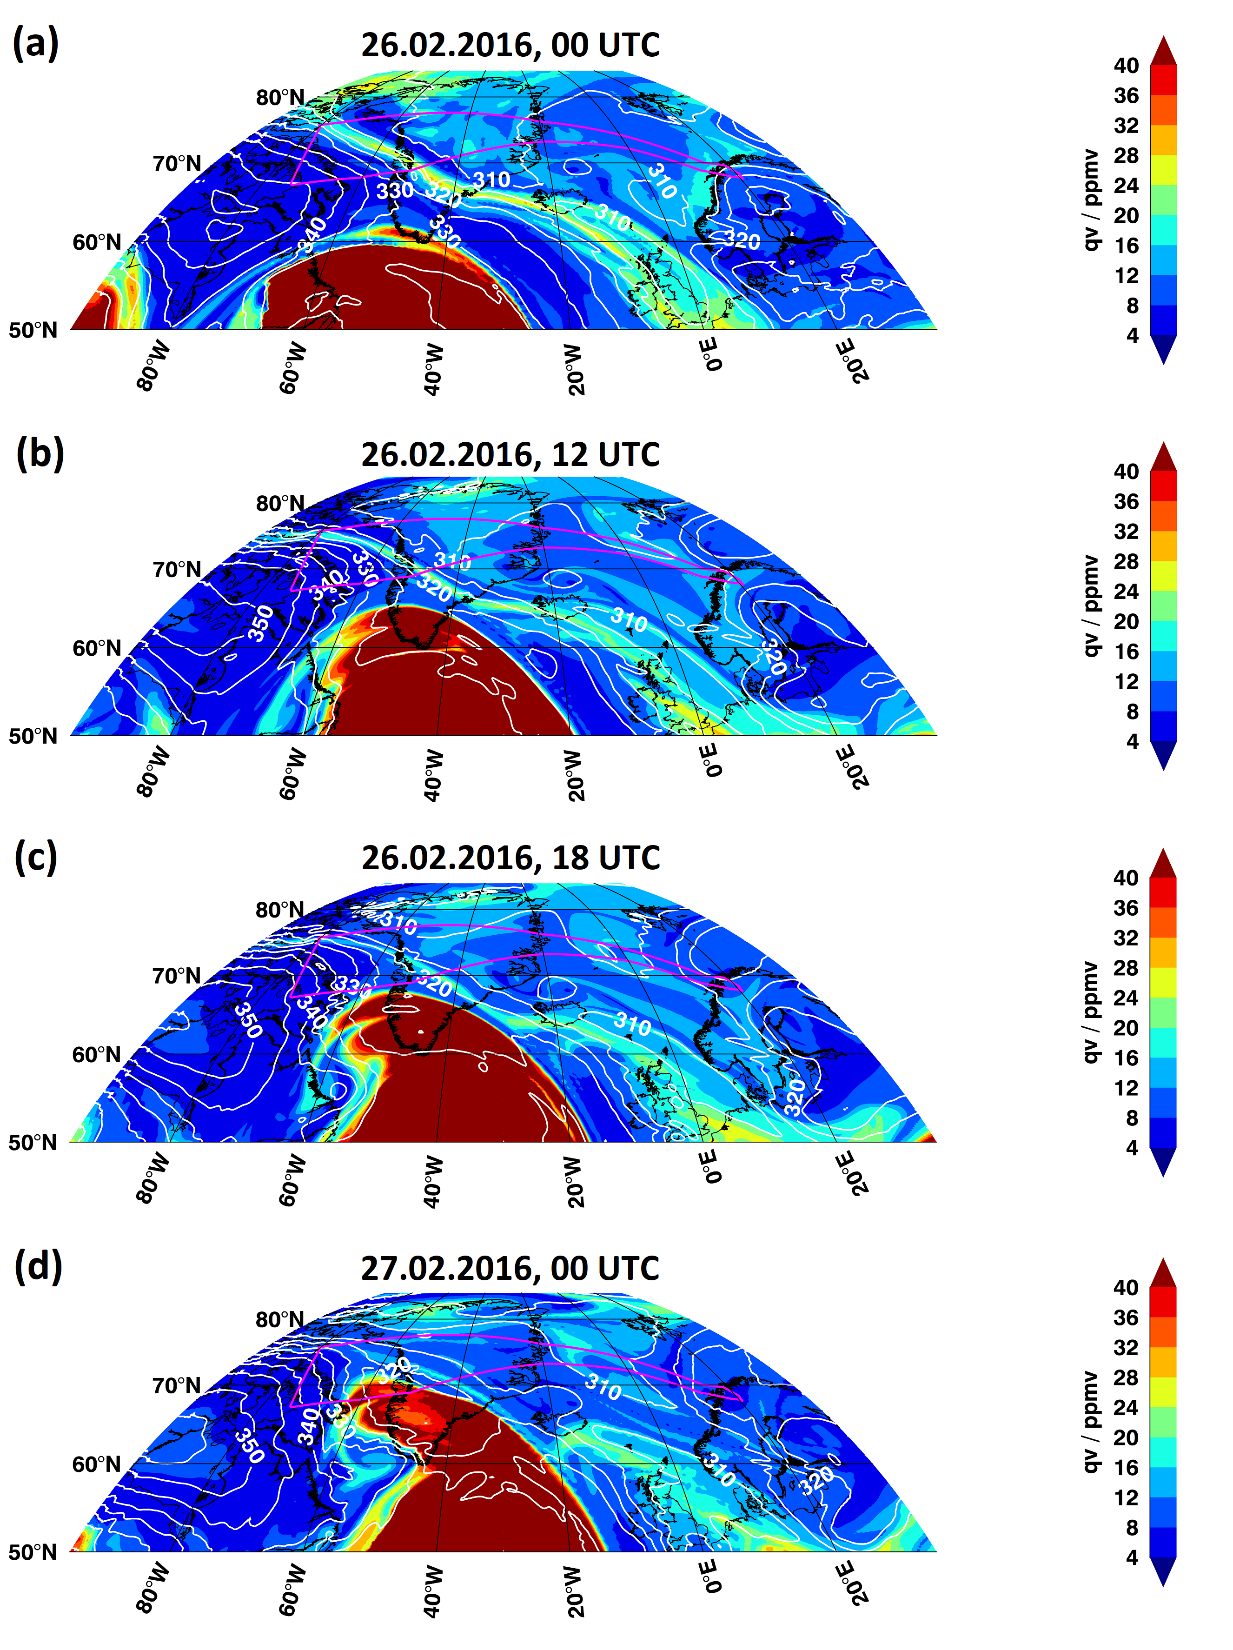 (a)
26.02.2016, 00 UTC
80°N
70°N
60°N
50°N
80°W
60°W
40°W
20°W
0°E
20°E
330
320
310
340
330
310
310
320
qv / ppmv
40
36
32
28
24
20
16
12
8
4
(b)
26.02.2016, 12 UTC
80°N
70°N
60°N
50°N
80°W
60°W
40°W
20°W
0°E
20°E
310
330
340
320
350
310
320
qv / ppmv
40
36
32
28
24
20
16
12
8
4
(c)
26.02.2016, 18 UTC
80°N
70°N
60°N
50°N
80°W
60°W
40°W
20°W
0°E
20°E
310
330
320
340
350
310
320
qv / ppmv
40
36
32
28
24
20
16
12
8
4
(d)
27.02.2016, 00 UTC
80°N
70°N
60°N
50°N
80°W
60°W
40°W
20°W
0°E
20°E
320
310
340
330
350
310
320
qv / ppmv
40
36
32
28
24
20
16
12
8
4